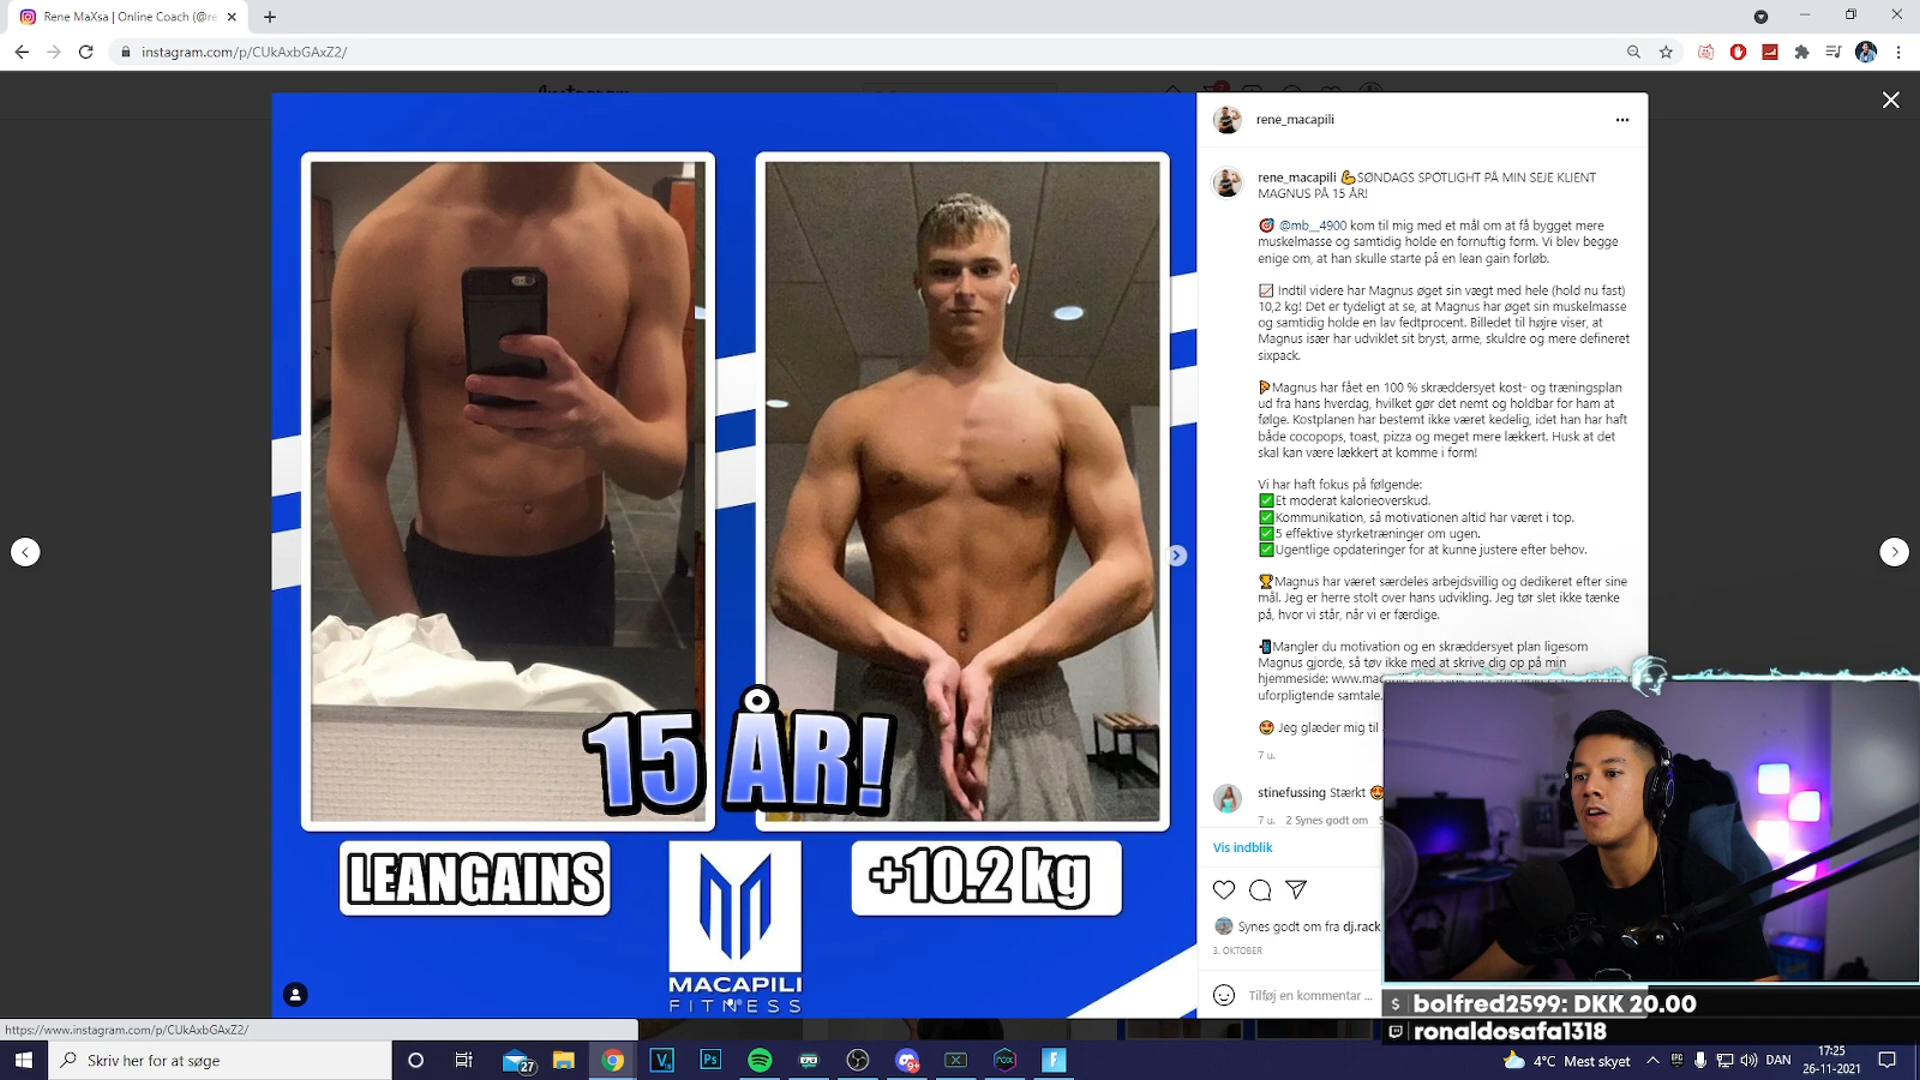 Rene MaXsa | Online Coach (@re
instagram.com/p/CUkAxbGAxZ2/
Instagram
15 ÅR!
LEANGAINS
+10.2 kg
MACAPILI
FITNESS
rene_macapili
rene_macapili 💪SØNDAGS SPOTLIGHT PÅ MIN SEJE KLIENT
MAGNUS PÅ 15 ÅR!
🎯 @mb__4900 kom til mig med et mål om at få bygget mere
muskelmasse og samtidig holde en fornuftig form. Vi blev begge
enige om, at han skulle starte på en lean gain forløb.
📈 Indtil videre har Magnus øget sin vægt med hele (hold nu fast)
10,2 kg! Det er tydeligt at se, at Magnus har øget sin muskelmasse
og samtidig holde en lav fedtprocent. Billedet til højre viser, at
Magnus især har udviklet sit bryst, arme, skuldre og mere defineret
sixpack.
🍕Magnus har fået en 100 % skræddersyet kost- og træningsplan
ud fra hans hverdag, hvilket gør det nemt og holdbar for ham at
følge. Kostplanen har bestemt ikke været kedelig, idet han har haft
både cocopops, toast, pizza og meget mere lækkert. Husk at det
skal kan være lækkert at komme i form!
Vi har haft fokus på følgende:
✅Et moderat kalorieoverskud.
✅Kommunikation, så motivationen altid har været i top.
✅5 effektive styrketræninger om ugen.
✅Ugentlige opdateringer for at kunne justere efter behov.
🏆Magnus har været særdeles arbejdsvillig og dedikeret efter sine
mål. Jeg er herre stolt over hans udvikling. Jeg tør slet ikke tænke
på, hvor vi står, når vi er færdige.
📲Mangler du motivation og en skræddersyet plan ligesom
Magnus gjorde, så tøv ikke med at skrive dig op på min
hjemmeside:
uforpligtende samtale.
🤩 Jeg glæder mig til
7 u.
stinefussing Stærkt 🤩
7 u. 2 Synes godt om
Vis indblik
Synes godt om fra dj.rack
3. OKTOBER
Tilføj en kommentar ...
$ bolfred2599: DKK 20.00
ronaldosafa1318
https://www.instagram.com/p/CUkAxbGAxZ2/
Skriv her for at søge
27
Ps
9+
4°C Mest skyet
DAN
17:25
26-11-2021